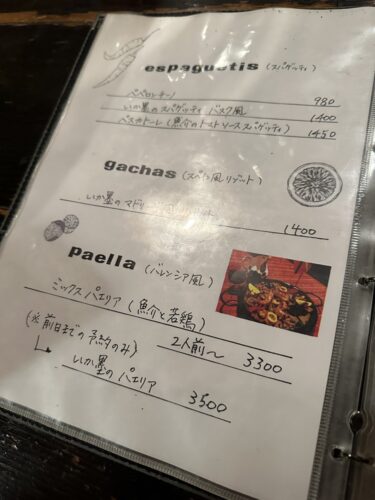 espaguetis (スパゲッティ)
ペペロンチーノ 980
いか墨のスパゲッティ バスク風 1400
ペスカトーレ (魚介のトマトソーススパゲッティ) 1450
gachas (スペイン風リゾット)
いか墨のマドリ 1400
paella (バレンシア風)
ミックスパエリア (魚介と若鶏)
2人前〜 3300
(※前日までの予約のみ)
いか墨のパエリア
3500